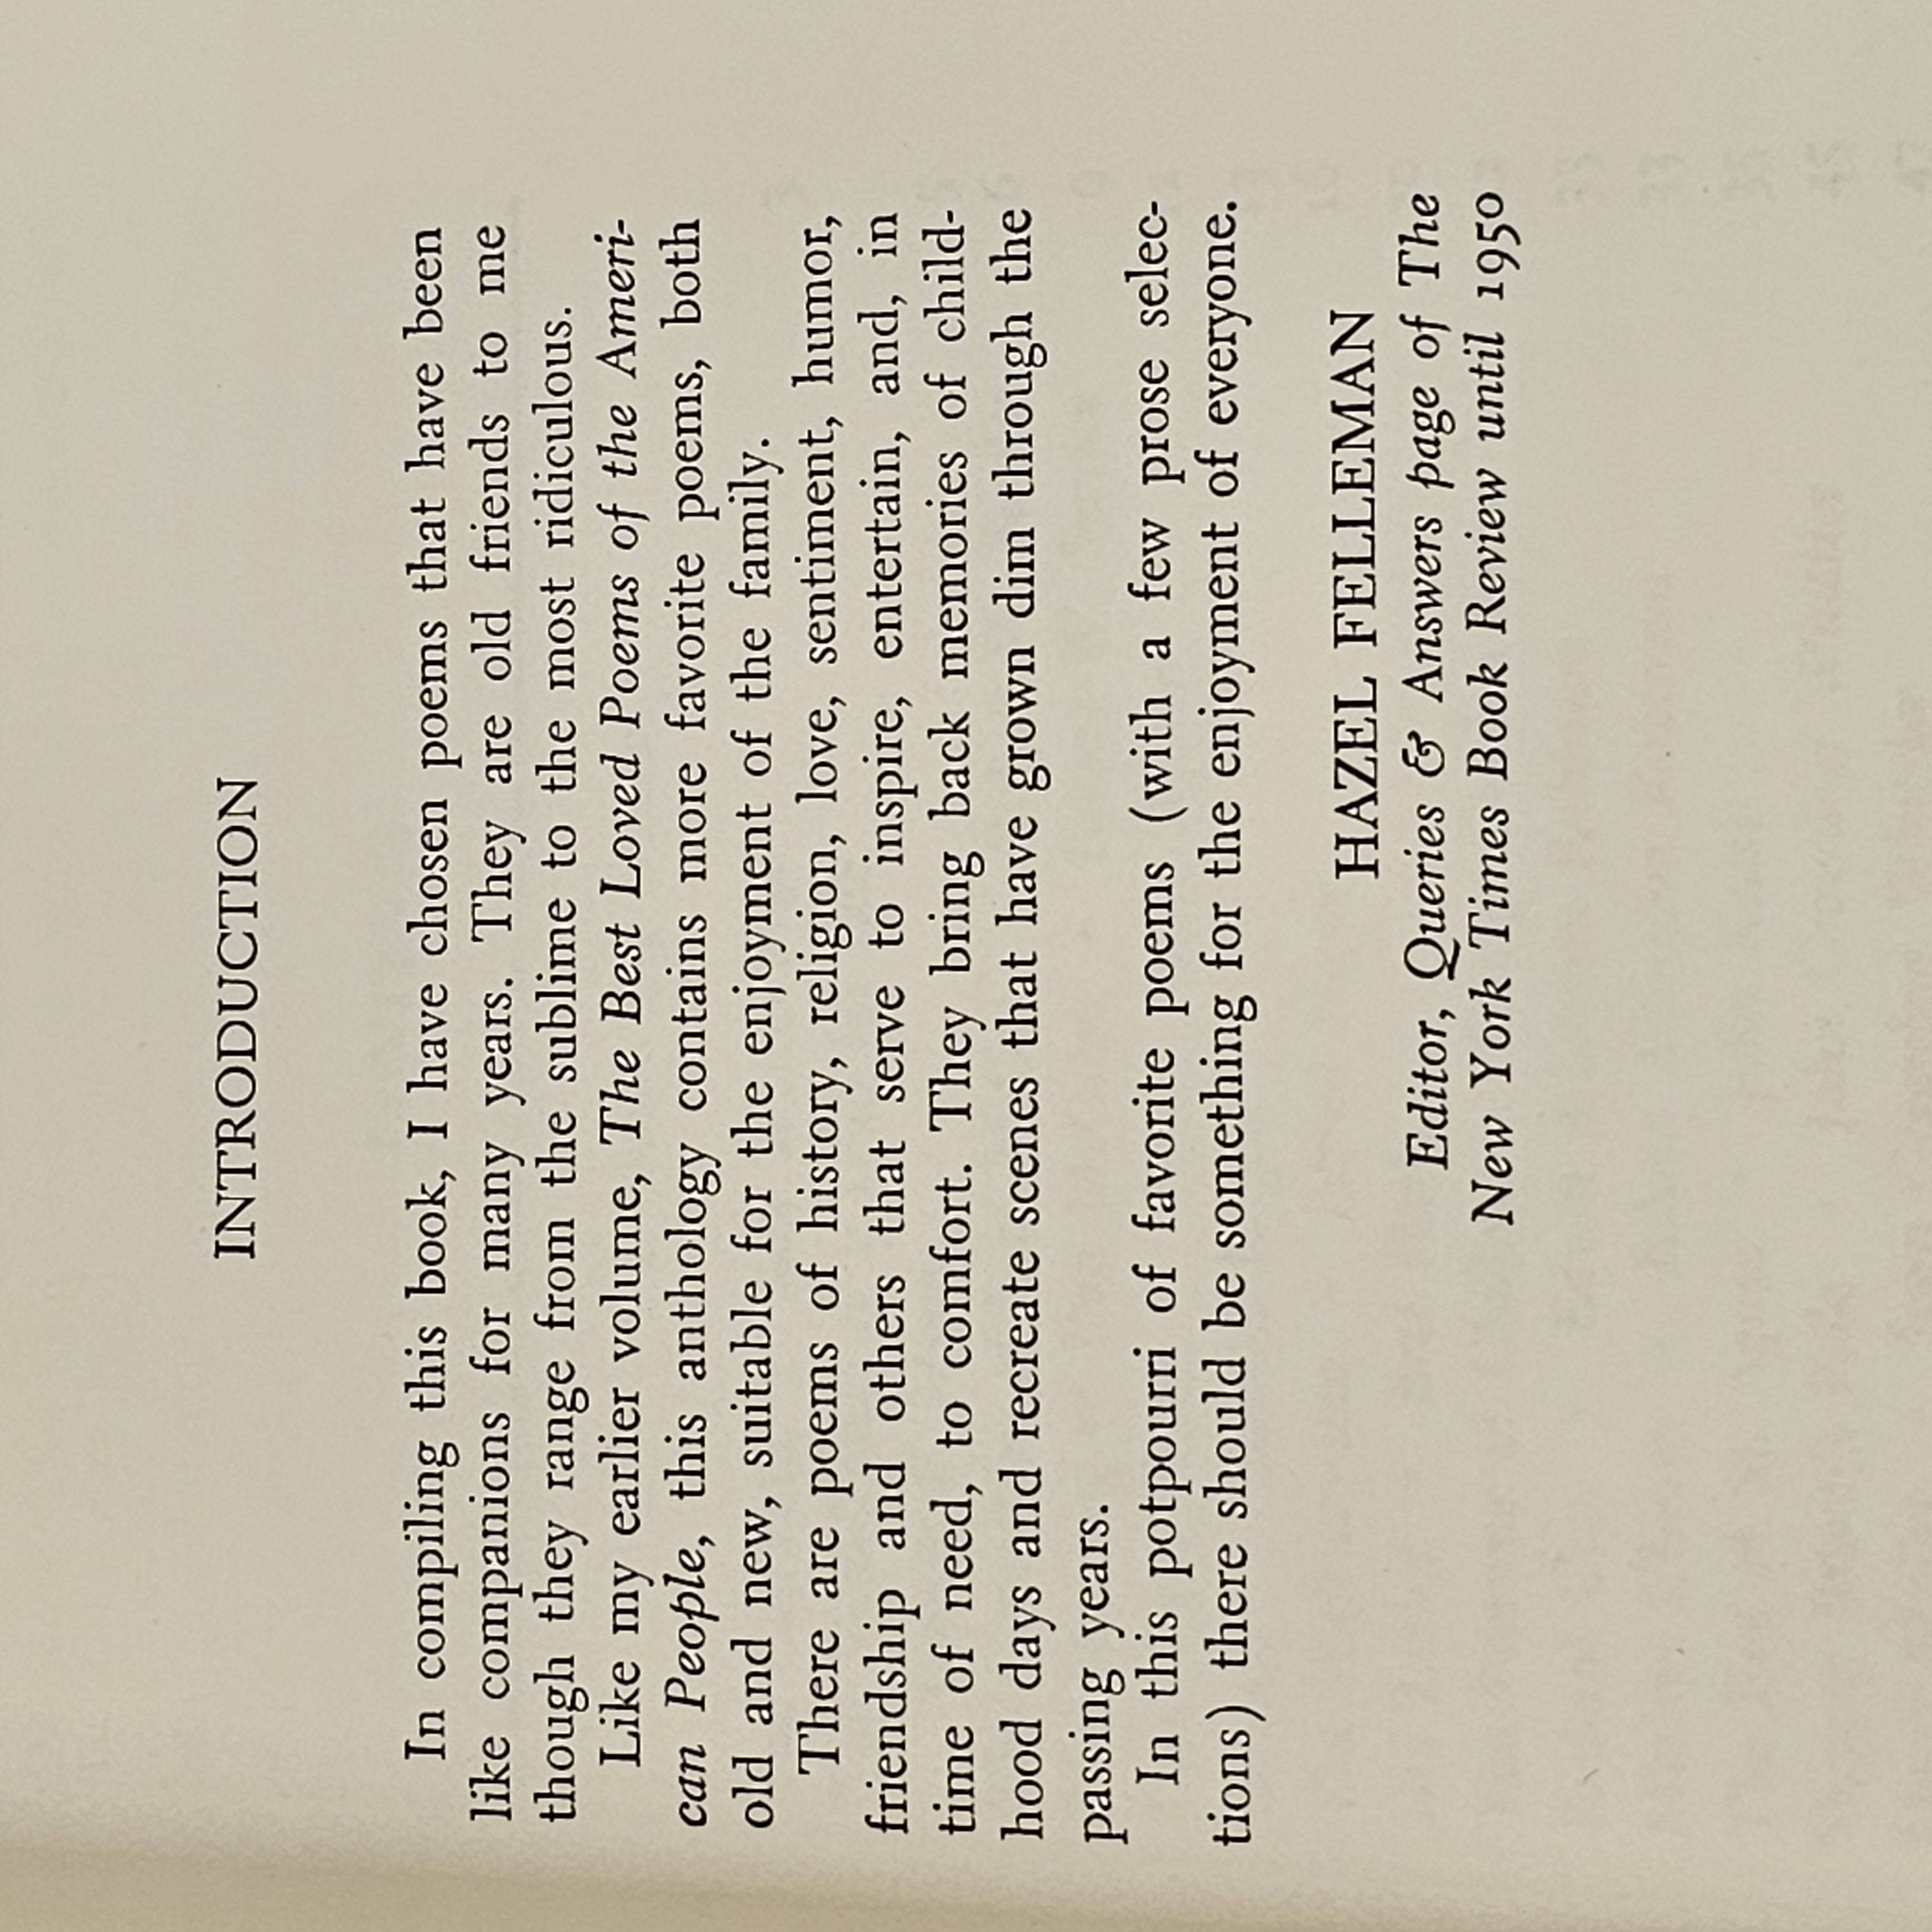 INTRODUCTION
In compiling this book, I have chosen poems that have been
like companions for many years. They are old friends to me
though they range from the sublime to the most ridiculous.
Like my earlier volume, The Best Loved Poems of the Ameri-
can People, this anthology contains more favorite poems, both
old and new, suitable for the enjoyment of the family.
There are poems of history, religion, love, sentiment, humor,
friendship and others that serve to inspire, entertain, and, in
time of need, to comfort. They bring back memories of child-
hood days and recreate scenes that have grown dim through the
passing years.
In this potpourri of favorite poems (with a few prose selec-
tions) there should be something for the enjoyment of everyone.
HAZEL FELLEMAN
Editor, Queries & Answers page of The
New York Times Book Review until 1950